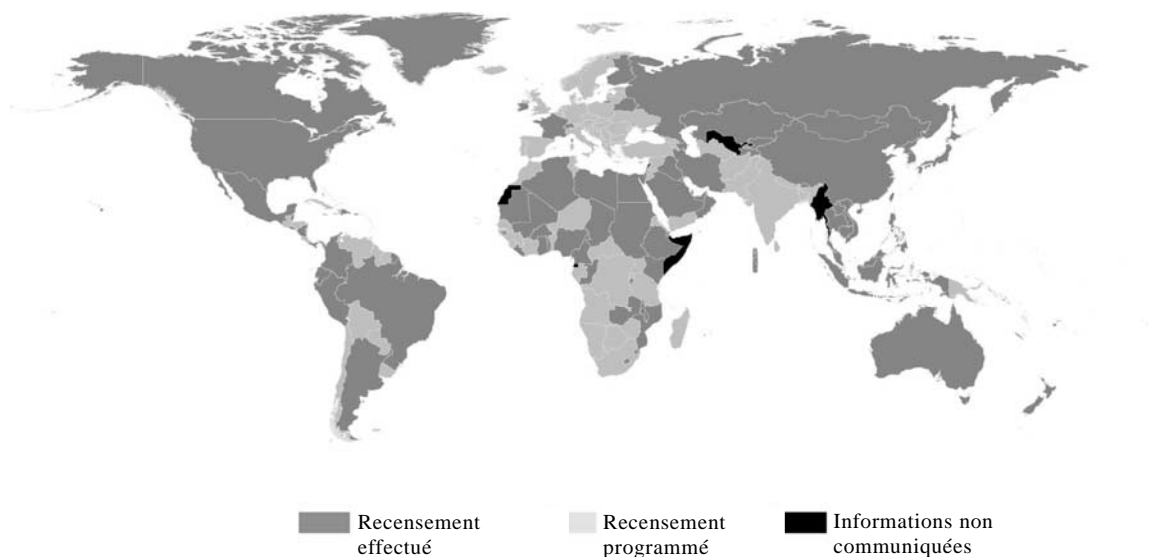 Recensement
effectué
Recensement
programmé
Informations non
communiquées